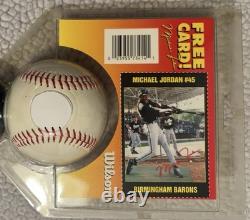 FREE
CARD!
MICHAEL JORDAN #45
BIRMINGHAM BARONS
Wilson